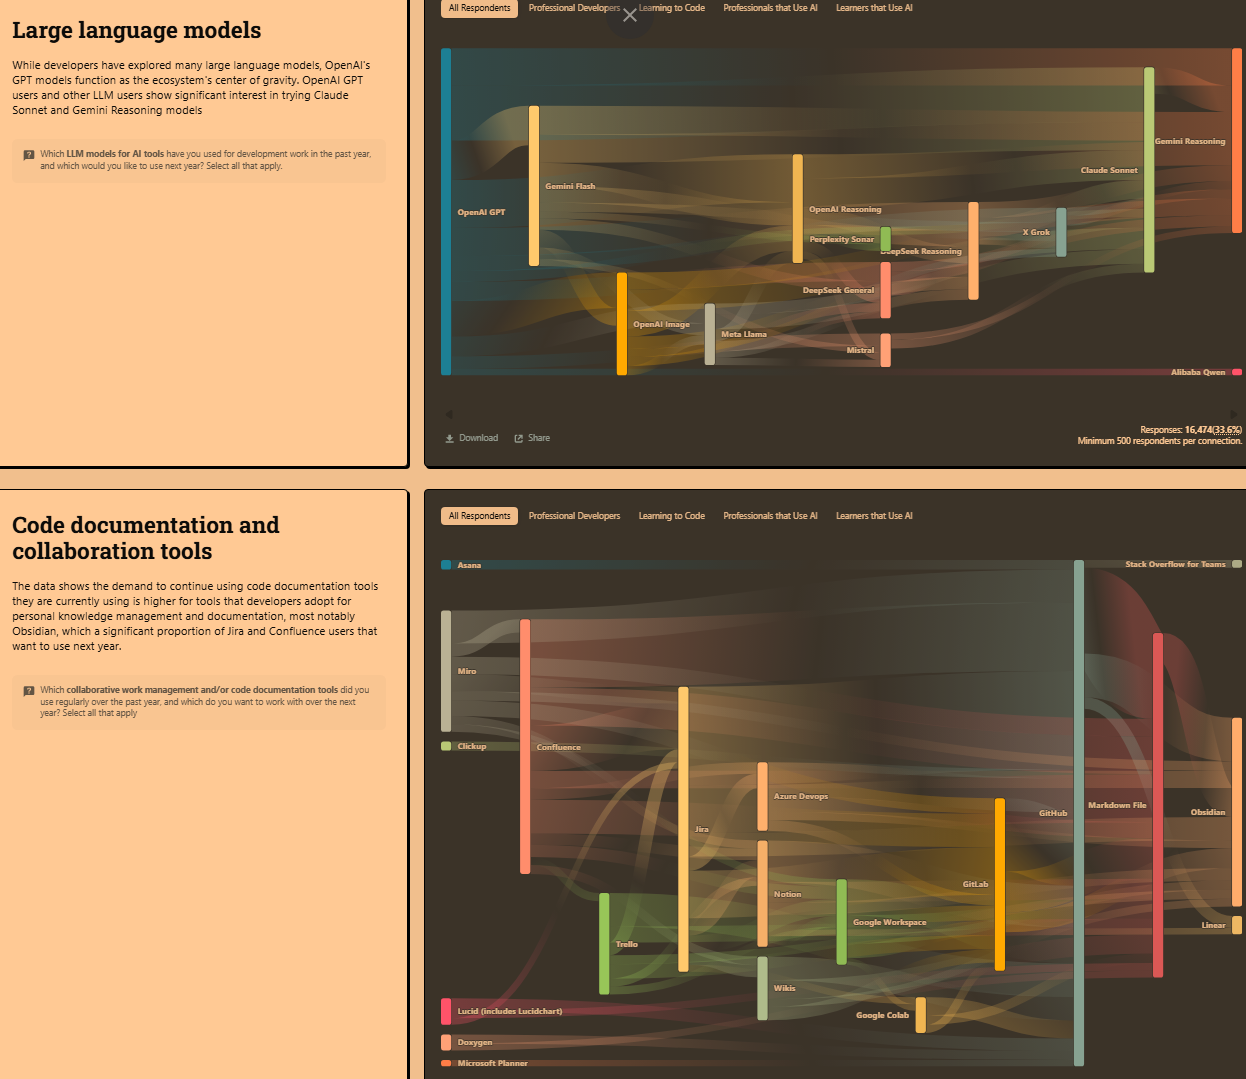 Large language models
While developers have explored many large language models, OpenAI's
GPT models function as the ecosystem's center of gravity. OpenAI GPT
users and other LLM users show significant interest in trying Claude
Sonnet and Gemini Reasoning models
Which LLM models for AI tools have you used for development work in the past year,
and which would you like to use next year? Select all that apply.
All Respondents
Professional Developers
Learning to Code
Professionals that Use AI
Learners that Use AI
OpenAI GPT
Gemini Flash
OpenAI Image
Meta Llama
OpenAI Reasoning
Perplexity Sonar
DeepSeek Reasoning
DeepSeek General
Mistral
X Grok
Claude Sonnet
Gemini Reasoning
Alibaba Qwen
Download
Share
Responses: 16,474(33.6%)
Minimum 500 respondents per connection.
Code documentation and
collaboration tools
The data shows the demand to continue using code documentation tools
they are currently using is higher for tools that developers adopt for
personal knowledge management and documentation, most notably
Obsidian, which a significant proportion of Jira and Confluence users that
want to use next year.
Which collaborative work management and/or code documentation tools did you
use regularly over the past year, and which do you want to work with over the next
year? Select all that apply
All Respondents
Professional Developers
Learning to Code
Professionals that Use AI
Learners that Use AI
Asana
Stack Overflow for Teams
Miro
Clickup
Confluence
Azure Devops
Jira
GitHub
Markdown File
Obsidian
GitLab
Notion
Google Workspace
Linear
Trello
Wikis
Lucid (includes Lucidchart)
Google Colab
Doxygen
Microsoft Planner